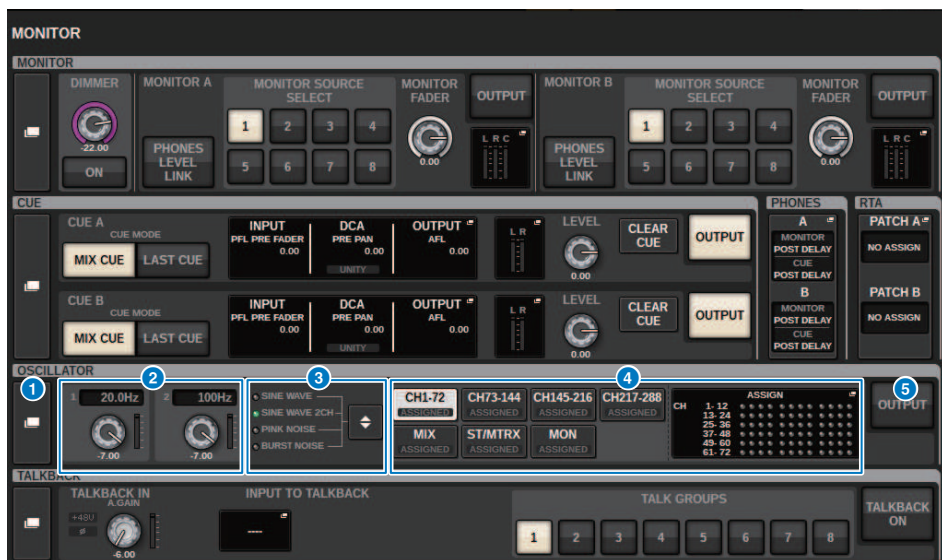 MONITOR
MONITOR
DIMMER
-22.00
ON
MONITOR A
PHONES LEVEL LINK
MONITOR SOURCE SELECT
1 2 3 4
5 6 7 8
MONITOR FADER
0.00
OUTPUT
L R C
MONITOR B
PHONES LEVEL LINK
MONITOR SOURCE SELECT
1 2 3 4
5 6 7 8
MONITOR FADER
0.00
OUTPUT
L R C
CUE
CUE A
CUE MODE
MIX CUE LAST CUE
INPUT
PFL PRE FADER
0.00
DCA
PRE PAN
0.00
UNITY
OUTPUT
AFL
0.00
L R
LEVEL
0.00
CLEAR CUE
OUTPUT
CUE B
CUE MODE
MIX CUE LAST CUE
INPUT
PFL PRE FADER
0.00
DCA
PRE PAN
0.00
UNITY
OUTPUT
AFL
0.00
L R
LEVEL
0.00
CLEAR CUE
OUTPUT
PHONES
A
MONITOR
POST DELAY
CUE
POST DELAY
B
MONITOR
POST DELAY
CUE
POST DELAY
RTA
PATCH A
NO ASSIGN
PATCH B
NO ASSIGN
OSCILLATOR
1
2
1 20.0Hz
-7.00
2 100Hz
-7.00
3
SINE WAVE
SINE WAVE 2CH
PINK NOISE
BURST NOISE
4
CH1-72
ASSIGNED
CH73-144
ASSIGNED
CH145-216
ASSIGNED
CH217-288
ASSIGNED
MIX
ASSIGNED
ST/MTRX
ASSIGNED
MON
ASSIGNED
ASSIGN
CH 1- 12
13- 24
25- 36
37- 48
49- 60
61- 72
5
OUTPUT
TALKBACK
TALKBACK IN
A.GAIN
+48V
ø
-6.00
INPUT TO TALKBACK
----
TALK GROUPS
1 2 3 4 5 6 7 8
TALKBACK ON